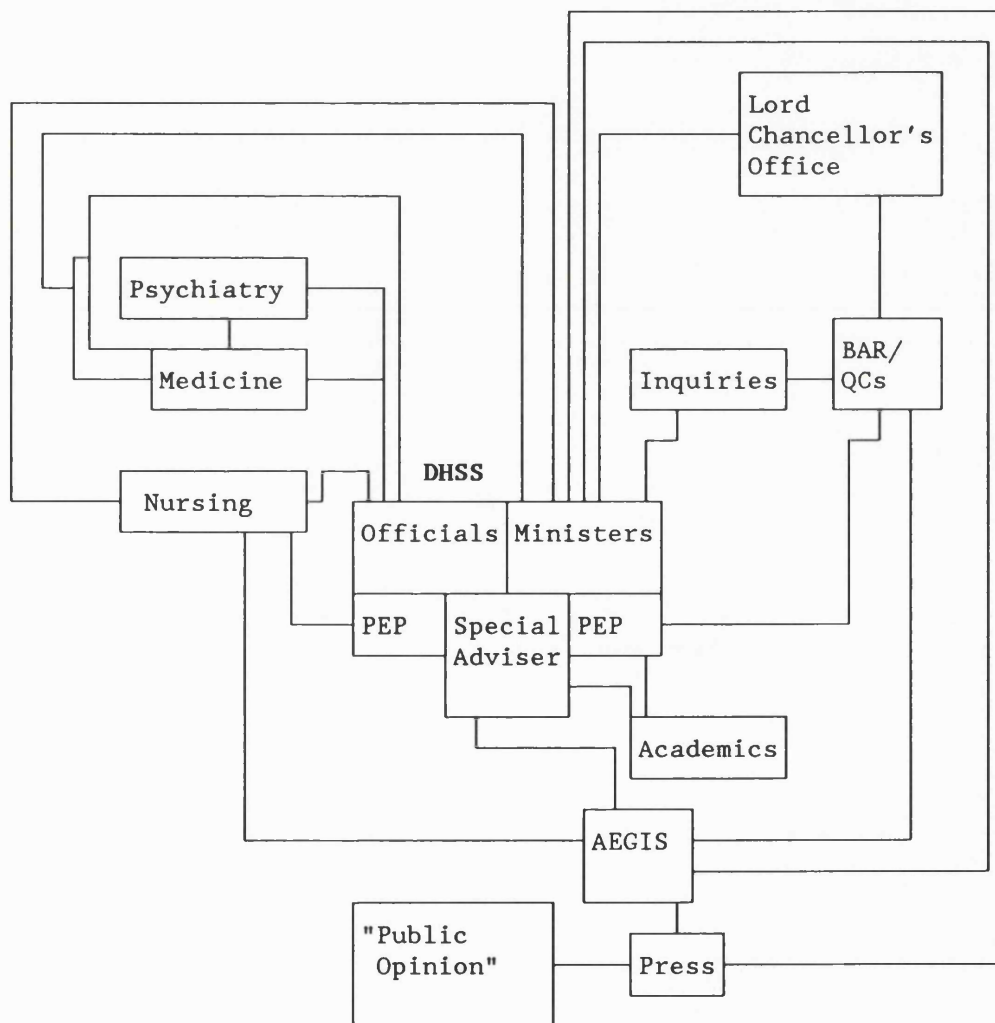 Lord
Chancellor's
Office
Psychiatry
Medicine
Inquiries
BAR/
QCs
DHSS
Nursing
Officials
Ministers
PEP
Special
Adviser
PEP
Academics
AEGIS
"Public
Opinion"
Press